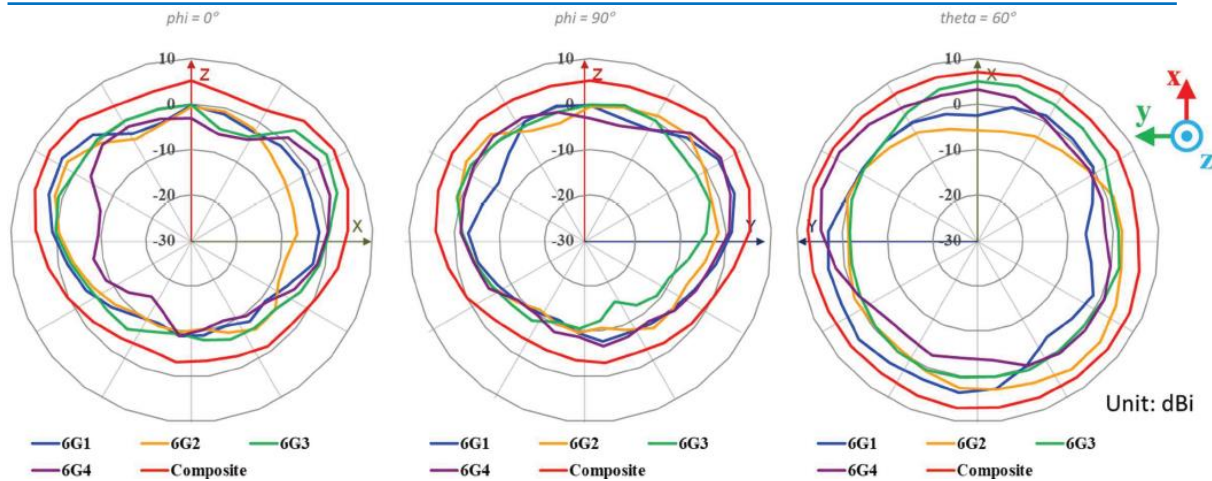 phi = 0°
phi = 90°
theta = 60°
10
0
-10
-20
-30
Z
X
6G1
6G2
6G3
6G4
Composite
10
0
-10
-20
-30
Z
Y
6G1
6G2
6G3
6G4
Composite
10
0
-10
-20
-30
X
Y
6G1
6G2
6G3
6G4
Composite
x
y
z
Unit: dBi